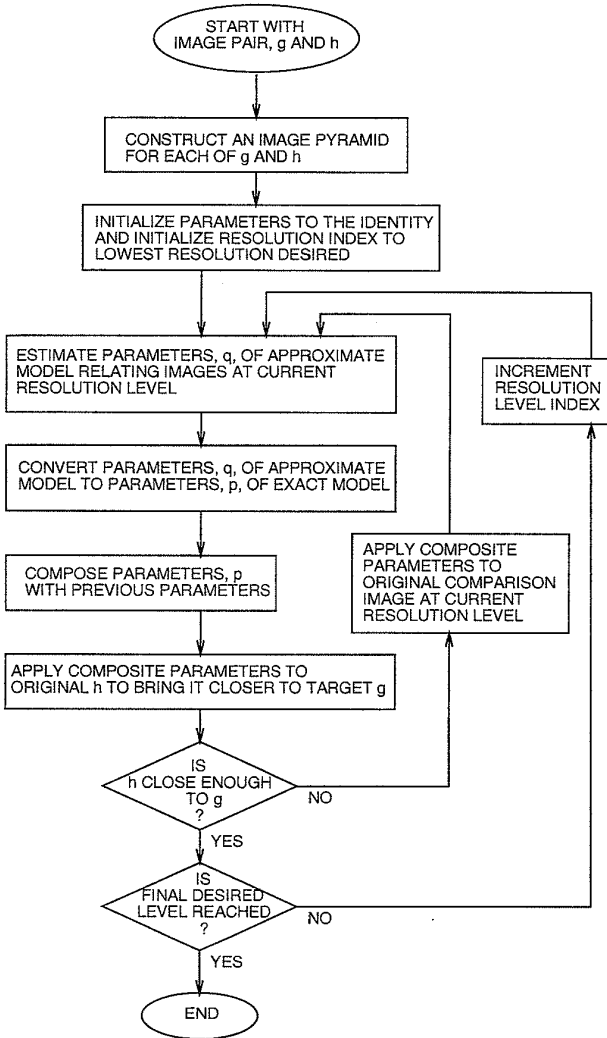 START WITH
IMAGE PAIR, g AND h
CONSTRUCT AN IMAGE PYRAMID
FOR EACH OF g AND h
INITIALIZE PARAMETERS TO THE IDENTITY
AND INITIALIZE RESOLUTION INDEX TO
LOWEST RESOLUTION DESIRED
ESTIMATE PARAMETERS, q, OF APPROXIMATE
MODEL RELATING IMAGES AT CURRENT
RESOLUTION LEVEL
INCREMENT
RESOLUTION
LEVEL INDEX
CONVERT PARAMETERS, q, OF APPROXIMATE
MODEL TO PARAMETERS, p, OF EXACT MODEL
APPLY COMPOSITE
PARAMETERS TO
ORIGINAL COMPARISON
IMAGE AT CURRENT
RESOLUTION LEVEL
COMPOSE PARAMETERS, p
WITH PREVIOUS PARAMETERS
APPLY COMPOSITE PARAMETERS TO
ORIGINAL h TO BRING IT CLOSER TO TARGET g
IS
h CLOSE ENOUGH
TO g
?
NO
YES
IS
FINAL DESIRED
LEVEL REACHED
?
NO
YES
END